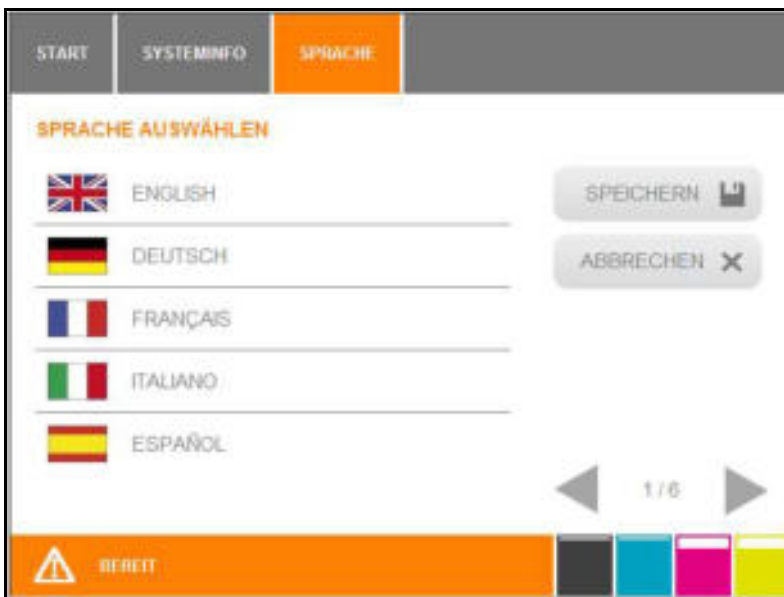 START SYSTEMINFO SPRACHE
SPRACHE AUSWÄHLEN
ENGLISH
DEUTSCH
FRANÇAIS
ITALIANO
ESPAÑOL
SPEICHERN
ABBRECHEN
1 / 6
BEREIT